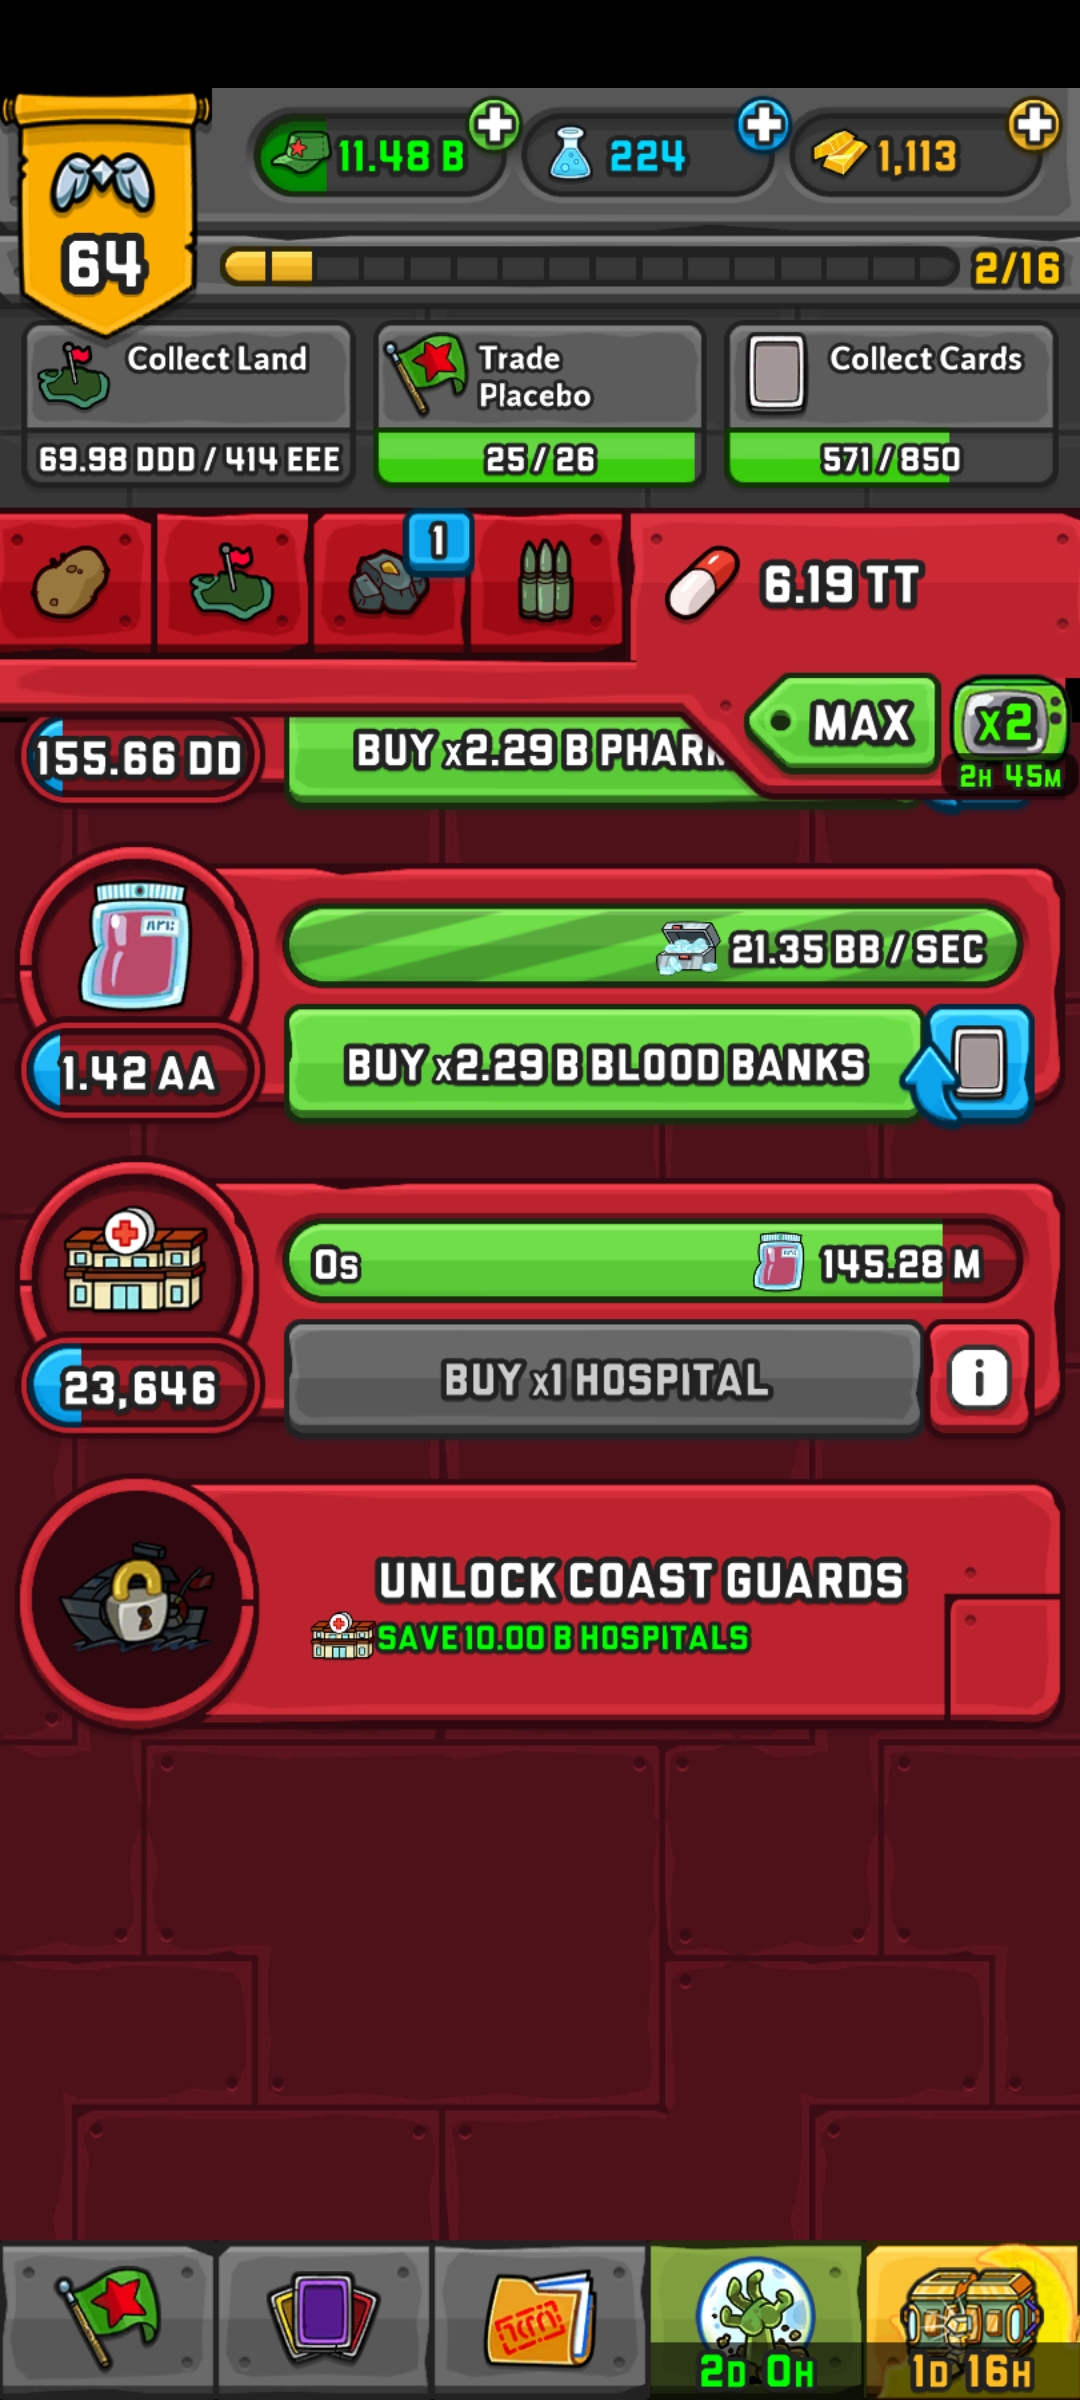 11.48 B
224
1,113
64
2/16
Collect Land
69.98 DDD / 414 EEE
Trade
Placebo
25 / 26
Collect Cards
571 / 850
1
6.19 TT
MAX
x2
2H 45M
155.66 DD
BUY x2.29 B
21.35 BB / SEC
1.42 AA
BUY x2.29 B BLOOD BANKS
0s
145.28 M
23,646
BUY x1 HOSPITAL
i
UNLOCK COAST GUARDS
SAVE 10.00 B HOSPITALS
2D 0H
1D 16H